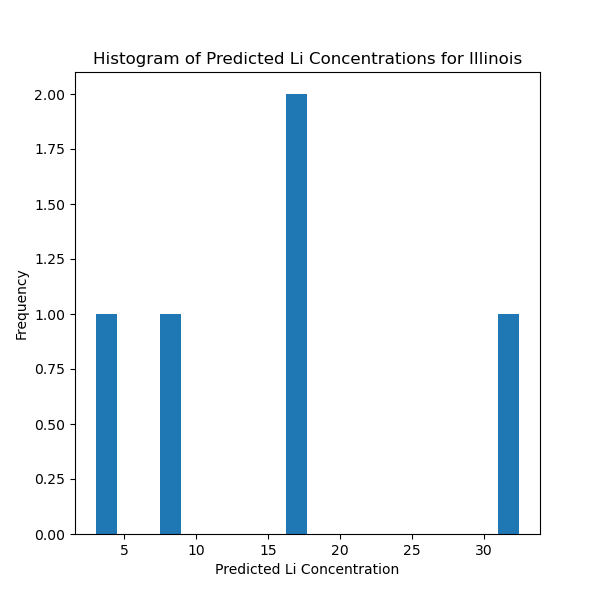 Histogram of Predicted Li Concentrations for Illinois
2.00
1.75
1.50
1.25
1.00
0.75
0.50
0.25
0.00
Frequency
5 10 15 20 25 30
Predicted Li Concentration